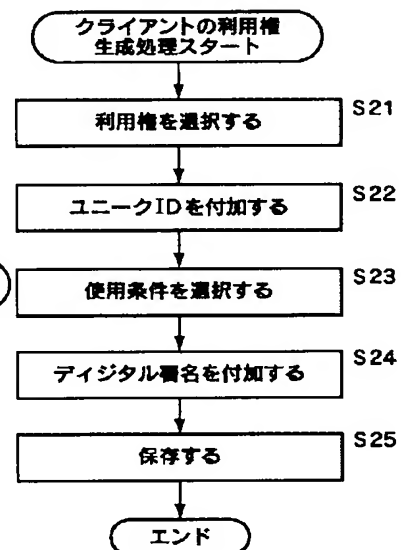 クライアントの利用権
生成処理スタート
利用権を選択する
S21
ユニークIDを付加する
S22
使用条件を選択する
S23
ディジタル署名を付加する
S24
保存する
S25
エンド